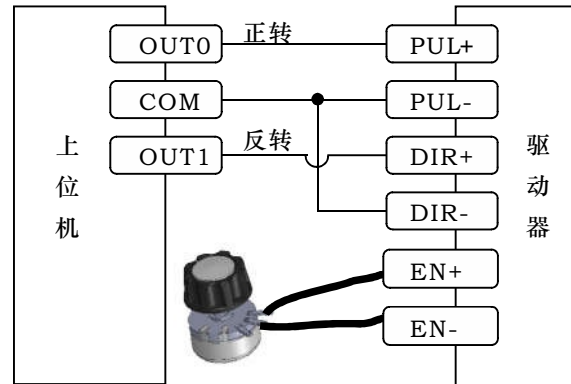 OUT0
正转
PUL+
COM
PUL-
OUT1
反转
DIR+
上位机
驱动器
DIR-
EN+
EN-